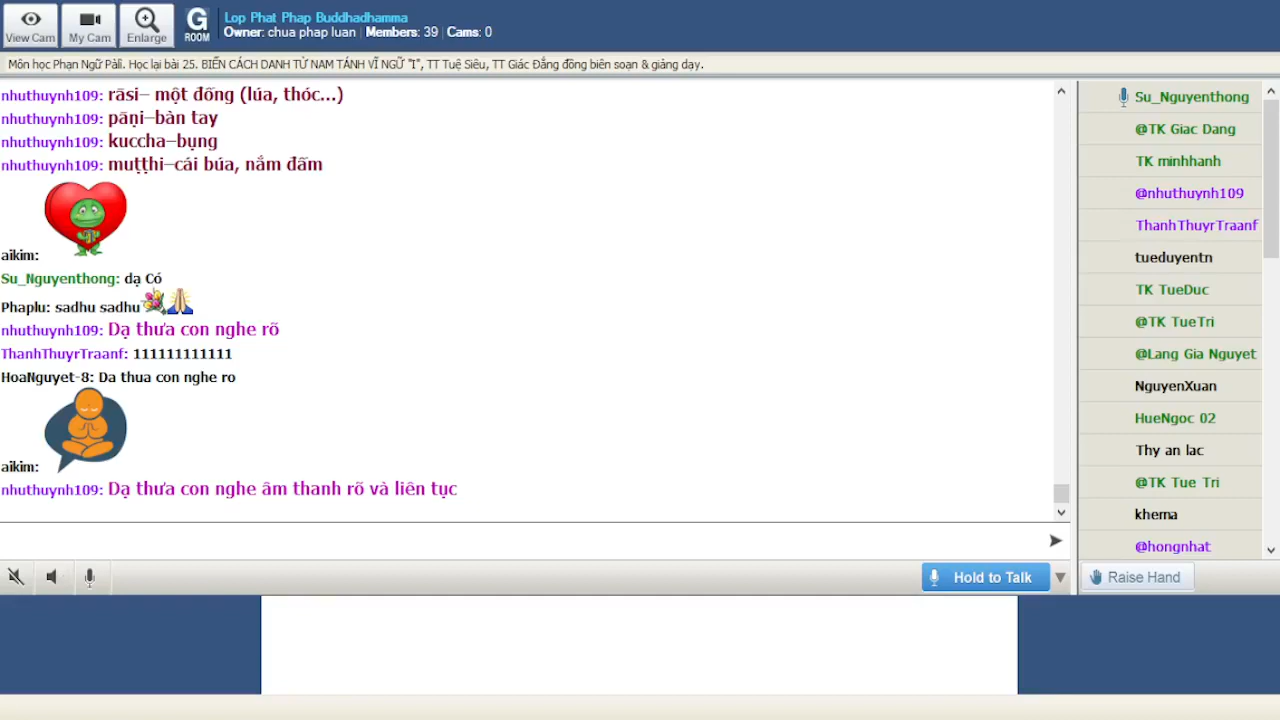 View Cam
My Cam
Enlarge
G
ROOM
Lop Phat Phap Buddhadhamma
Owner: chua phap luan | Members: 39 | Cams: 0
Môn học Phạn Ngữ Pàli. Học lại bài 25. BIẾN CÁCH DANH TỪ NAM TÁNH VĨ NGỮ "I", TT Tuệ Siêu, TT Giác Đẳng đồng biên soạn & giảng dạy.
nhuthuynh109: rāsi– một đống (lúa, thóc...)
nhuthuynh109: pāṇi–bàn tay
nhuthuynh109: kuccha–bụng
nhuthuynh109: muṭṭhi–cái búa, nắm đấm
aikim:
Su_Nguyenthong: dạ Có
Phaplu: sadhu sadhu
nhuthuynh109: Dạ thưa con nghe rõ
ThanhThuyrTraanf: 111111111111
HoaNguyet-8: Da thua con nghe ro
aikim:
nhuthuynh109: Dạ thưa con nghe âm thanh rõ và liên tục
Su_Nguyenthong
@TK Giac Dang
TK minhhanh
@nhuthuynh109
ThanhThuyrTraanf
tueduyentn
TK TueDuc
@TK TueTri
@Lang Gia Nguyet
NguyenXuan
HueNgoc 02
Thy an lac
@TK Tue Tri
khema
@hongnhat
Hold to Talk
Raise Hand